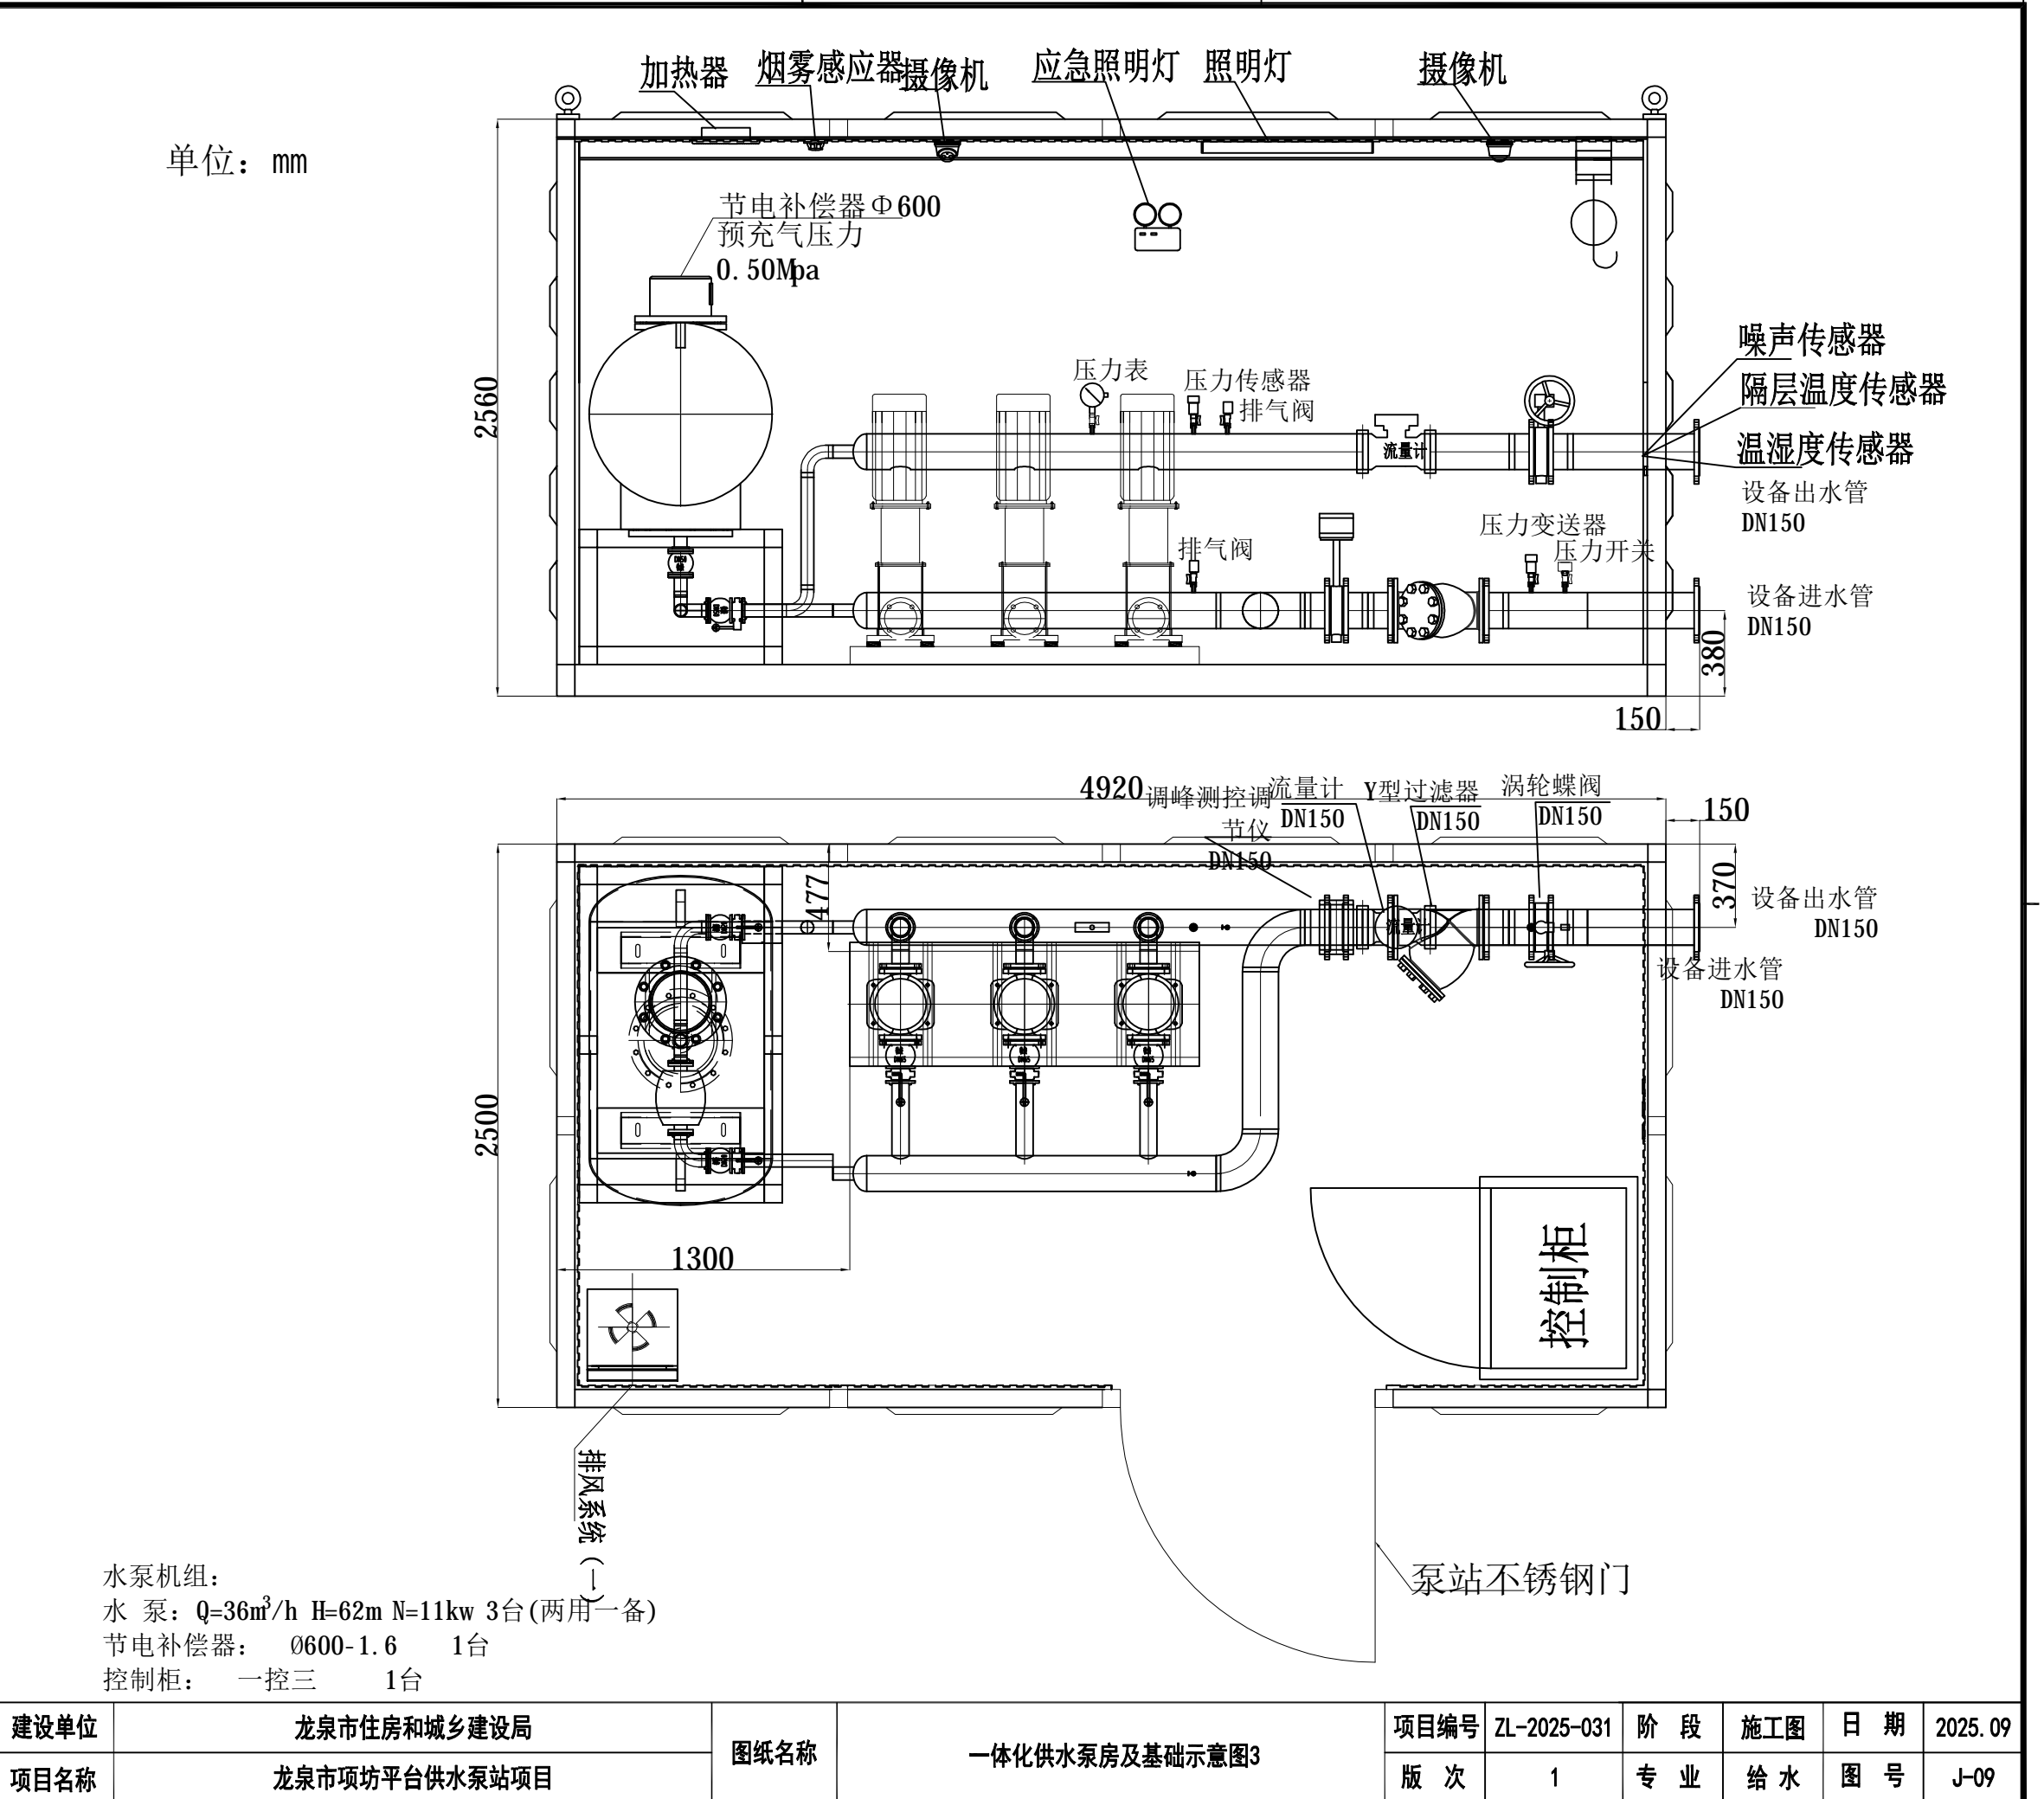 加热器
烟雾感应器
摄像机
应急照明灯
照明灯
摄像机
单位：mm
节电补偿器Φ600
预充气压力
0.50Mpa
2560
压力表
压力传感器
排气阀
流量计
噪声传感器
隔层温度传感器
温湿度传感器
设备出水管
DN150
排气阀
压力变送器
压力开关
设备进水管
DN150
380
150
4920
调峰测控调
节仪
DN150
流量计
DN150
Y型过滤器
DN150
涡轮蝶阀
DN150
150
370
477
设备出水管
DN150
流量计
设备进水管
DN150
2500
1300
控制柜
排风系统（一）
泵站不锈钢门
水泵机组：
水 泵：Q=36m³/h H=62m N=11kw 3台(两用一备)
节电补偿器： Ø600-1.6 1台
控制柜： 一控三 1台
建设单位 龙泉市住房和城乡建设局
项目名称 龙泉市项坊平台供水泵站项目
图纸名称 一体化供水泵房及基础示意图3
项目编号 ZL-2025-031 阶 段 施工图 日 期 2025.09
版 次 1 专 业 给 水 图 号 J-09